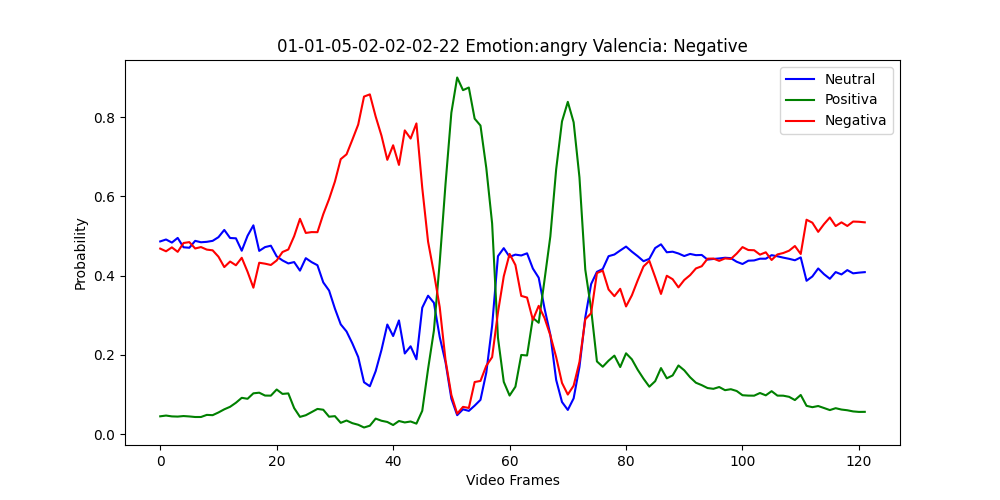 01-01-05-02-02-02-22 Emotion:angry Valencia: Negative
Neutral
Positiva
Negativa
Probability
0.8
0.6
0.4
0.2
0.0
0 20 40 60 80 100 120
Video Frames